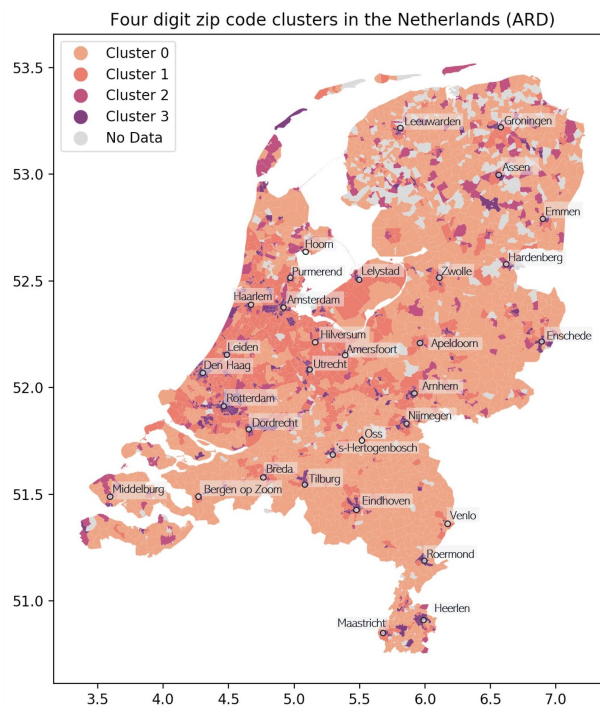 Four digit zip code clusters in the Netherlands (ARD)
53.5
Cluster 0
Cluster 1
Cluster 2
Cluster 3
No Data
Leeuwarden
Groningen
53.0
Assen
Emmen
Hoorn
Hardenberg
52.5
Purmerend
Lelystad
Zwolle
Haarlem
Amsterdam
Hilversum
Enschede
Leiden
Amersfoort
Apeldoorn
Den Haag
Utrecht
52.0
Arnhem
Rotterdam
Nijmegen
Dordrecht
Oss
's-Hertogenbosch
Breda
Tilburg
51.5
Middelburg
Bergen op Zoom
Eindhoven
Venlo
Roermond
51.0
Heerlen
Maastricht
3.5 4.0 4.5 5.0 5.5 6.0 6.5 7.0